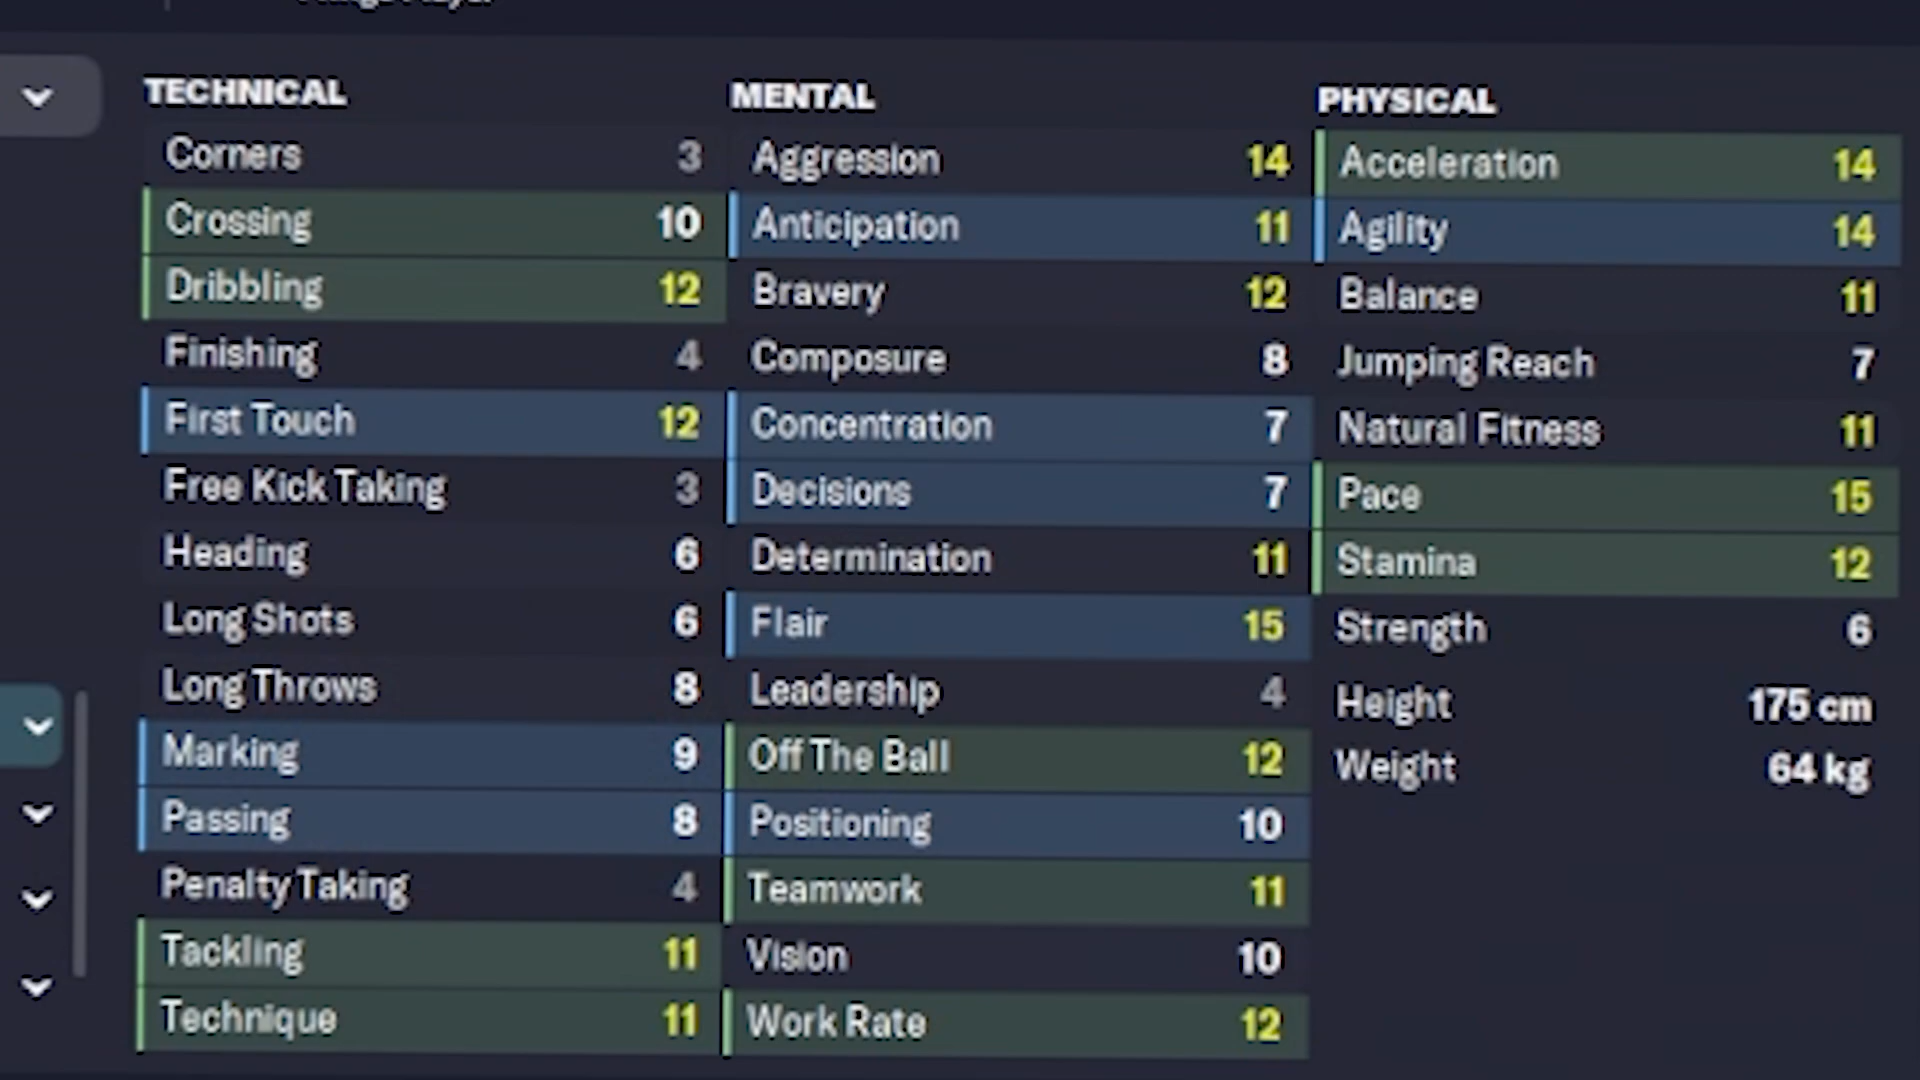 TECHNICAL
Corners 3
Crossing 10
Dribbling 12
Finishing 4
First Touch 12
Free Kick Taking 3
Heading 6
Long Shots 6
Long Throws 8
Marking 9
Passing 8
Penalty Taking 4
Tackling 11
Technique 11
MENTAL
Aggression 14
Anticipation 11
Bravery 12
Composure 8
Concentration 7
Decisions 7
Determination 11
Flair 15
Leadership 4
Off The Ball 12
Positioning 10
Teamwork 11
Vision 10
Work Rate 12
PHYSICAL
Acceleration 14
Agility 14
Balance 11
Jumping Reach 7
Natural Fitness 11
Pace 15
Stamina 12
Strength 6
Height 175 cm
Weight 64 kg